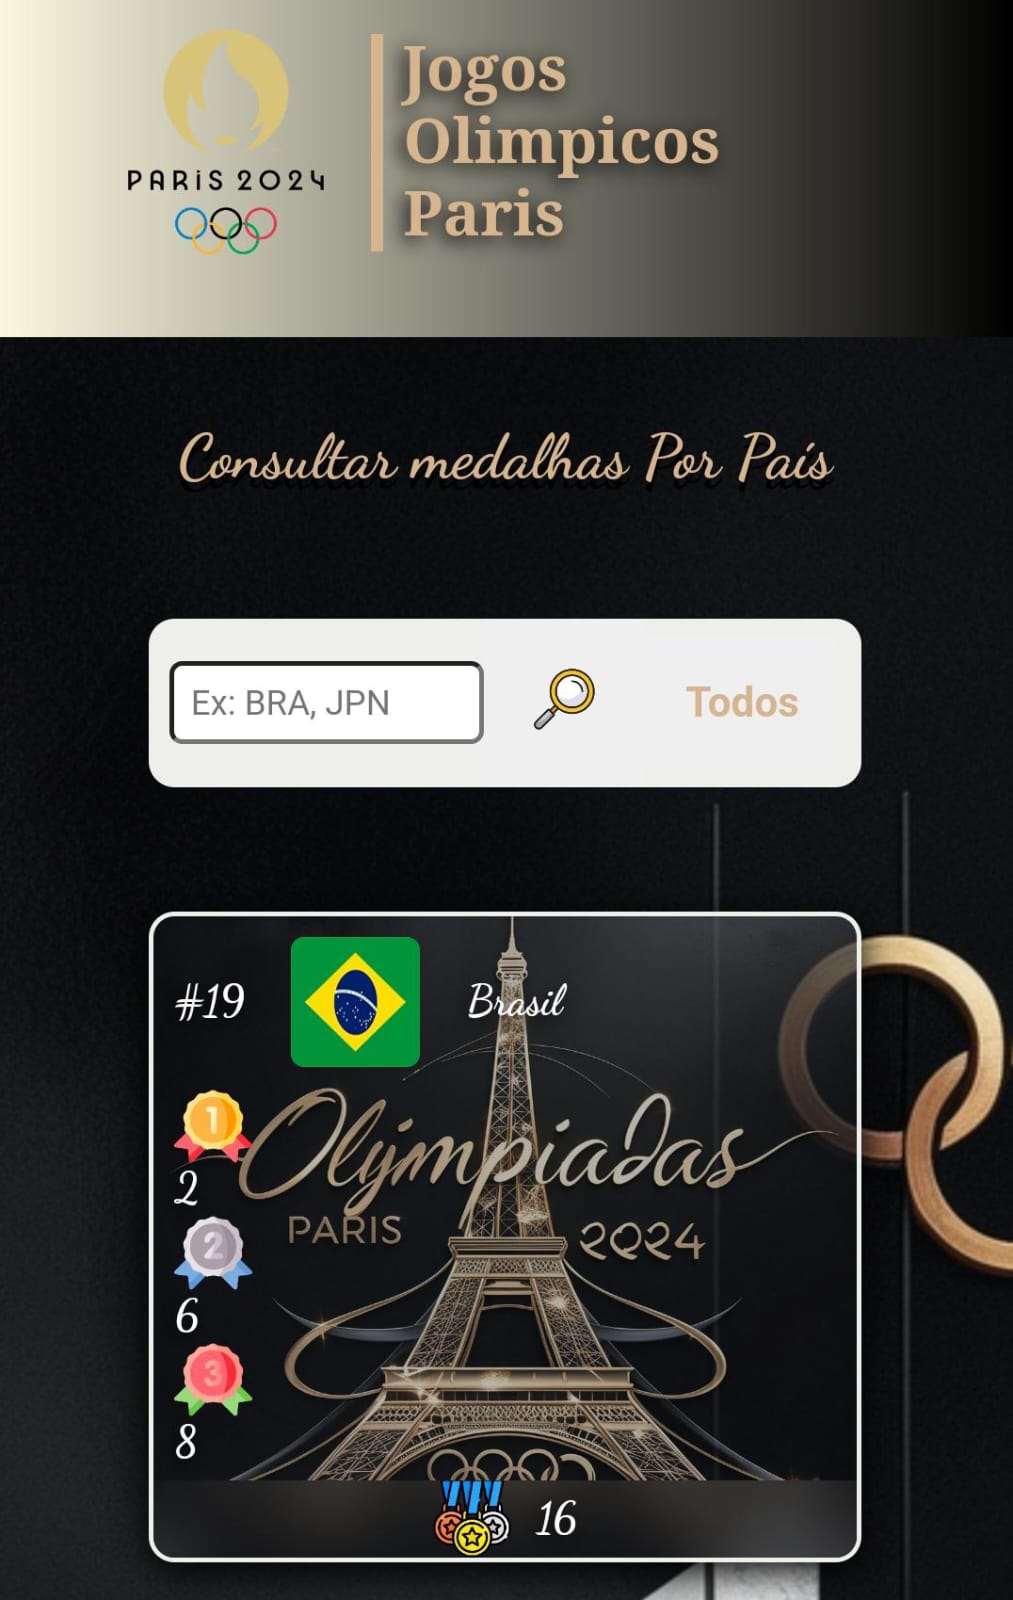 PARIS 2024
Jogos
Olimpicos
Paris
Consultar medalhas Por País
Ex: BRA, JPN
Todos
#19
Brasil
1
Olympiadas
PARIS 2024
2
2
6
3
8
16